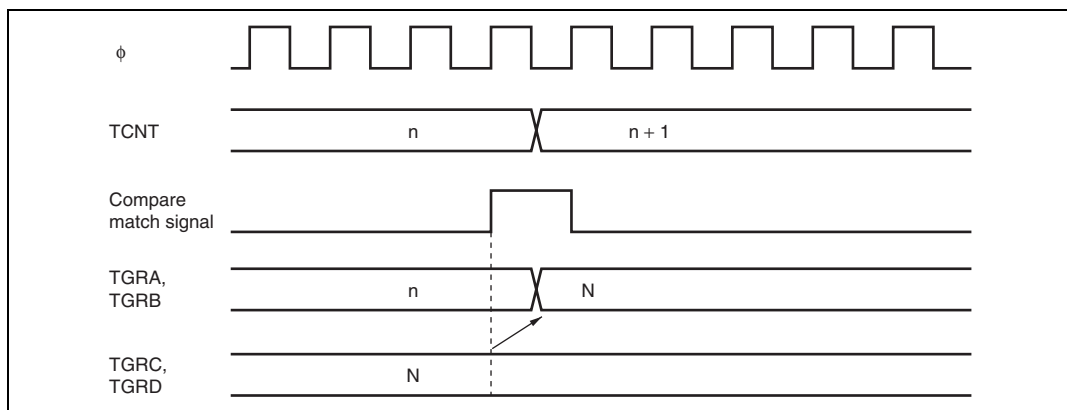 ϕ
TCNT
n
n + 1
Compare
match signal
TGRA,
TGRB
n
N
TGRC,
TGRD
N